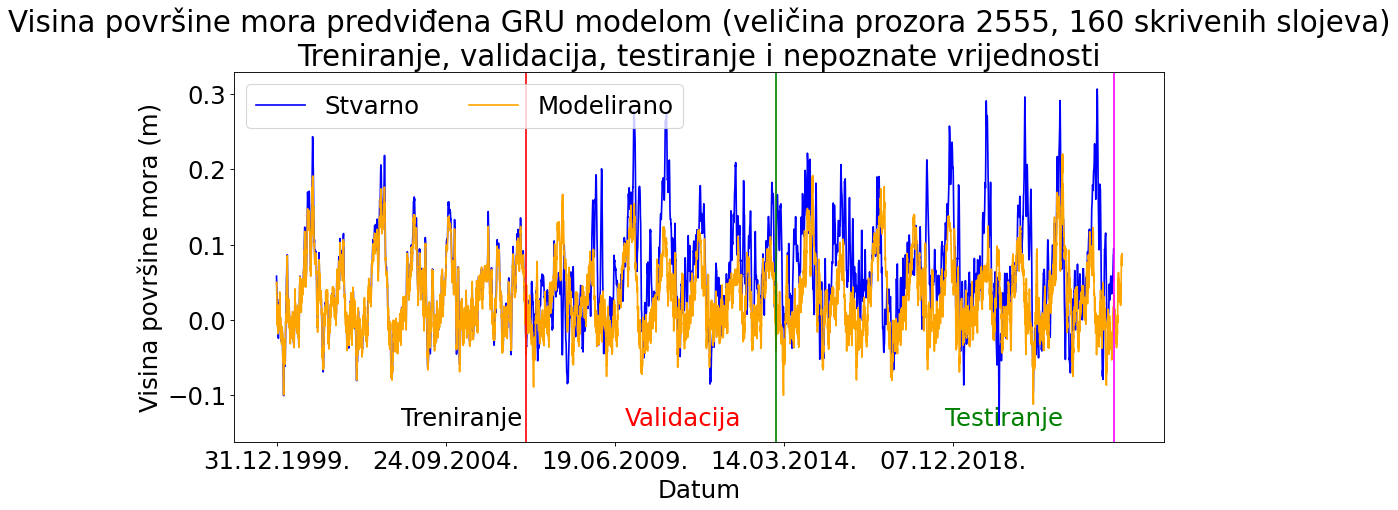 Visina površine mora predviđena GRU modelom (veličina prozora 2555, 160 skrivenih slojeva)
Treniranje, validacija, testiranje i nepoznate vrijednosti
Stvarno Modelirano
0.3
0.2
0.1
0.0
−0.1
Visina površine mora (m)
Treniranje Validacija Testiranje
31.12.1999. 24.09.2004. 19.06.2009. 14.03.2014. 07.12.2018.
Datum